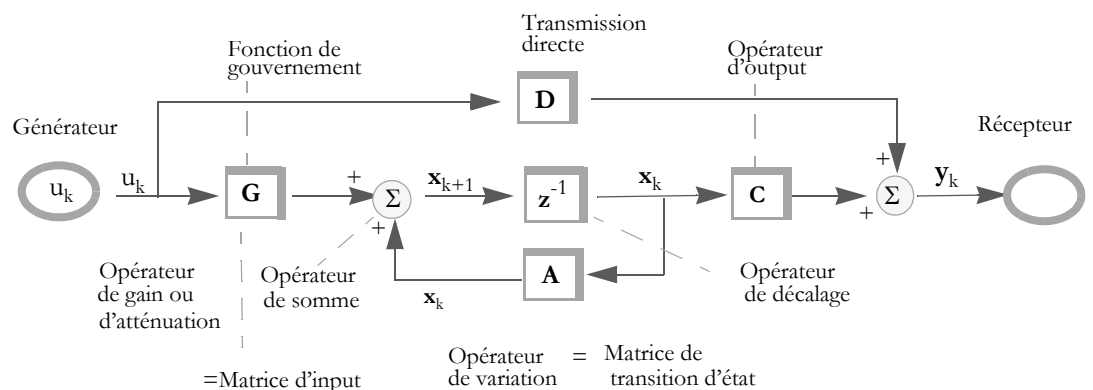 Transmission
directe
Fonction de
gouvernement
Opérateur
d'output
D
Générateur
Récepteur
u_k
u_k
G
+
Σ
+
x_{k+1}
z^{-1}
x_k
C
+
+
Σ
y_k
A
x_k
Opérateur
de gain ou
d'atténuation
Opérateur
de somme
Opérateur
de décalage
=Matrice d'input
Opérateur = Matrice de
de variation transition d'état